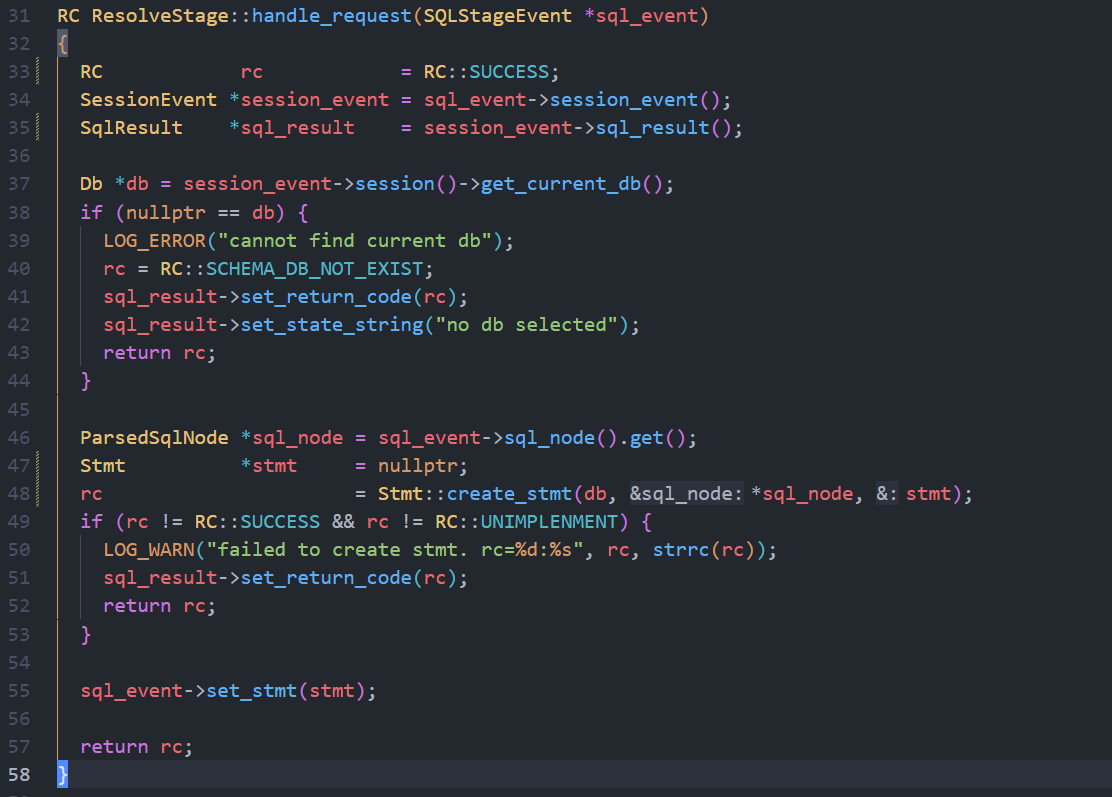 31 RC ResolveStage::handle_request(SQLStageEvent *sql_event)
32 {
33   RC            rc            = RC::SUCCESS;
34   SessionEvent *session_event = sql_event->session_event();
35   SqlResult    *sql_result    = session_event->sql_result();
36
37   Db *db = session_event->session()->get_current_db();
38   if (nullptr == db) {
39     LOG_ERROR("cannot find current db");
40     rc = RC::SCHEMA_DB_NOT_EXIST;
41     sql_result->set_return_code(rc);
42     sql_result->set_state_string("no db selected");
43     return rc;
44   }
45
46   ParsedSqlNode *sql_node = sql_event->sql_node().get();
47   Stmt          *stmt     = nullptr;
48   rc                      = Stmt::create_stmt(db, &sql_node: *sql_node, &: stmt);
49   if (rc != RC::SUCCESS && rc != RC::UNIMPLENMENT) {
50     LOG_WARN("failed to create stmt. rc=%d:%s", rc, strrc(rc));
51     sql_result->set_return_code(rc);
52     return rc;
53   }
54
55   sql_event->set_stmt(stmt);
56
57   return rc;
58 }